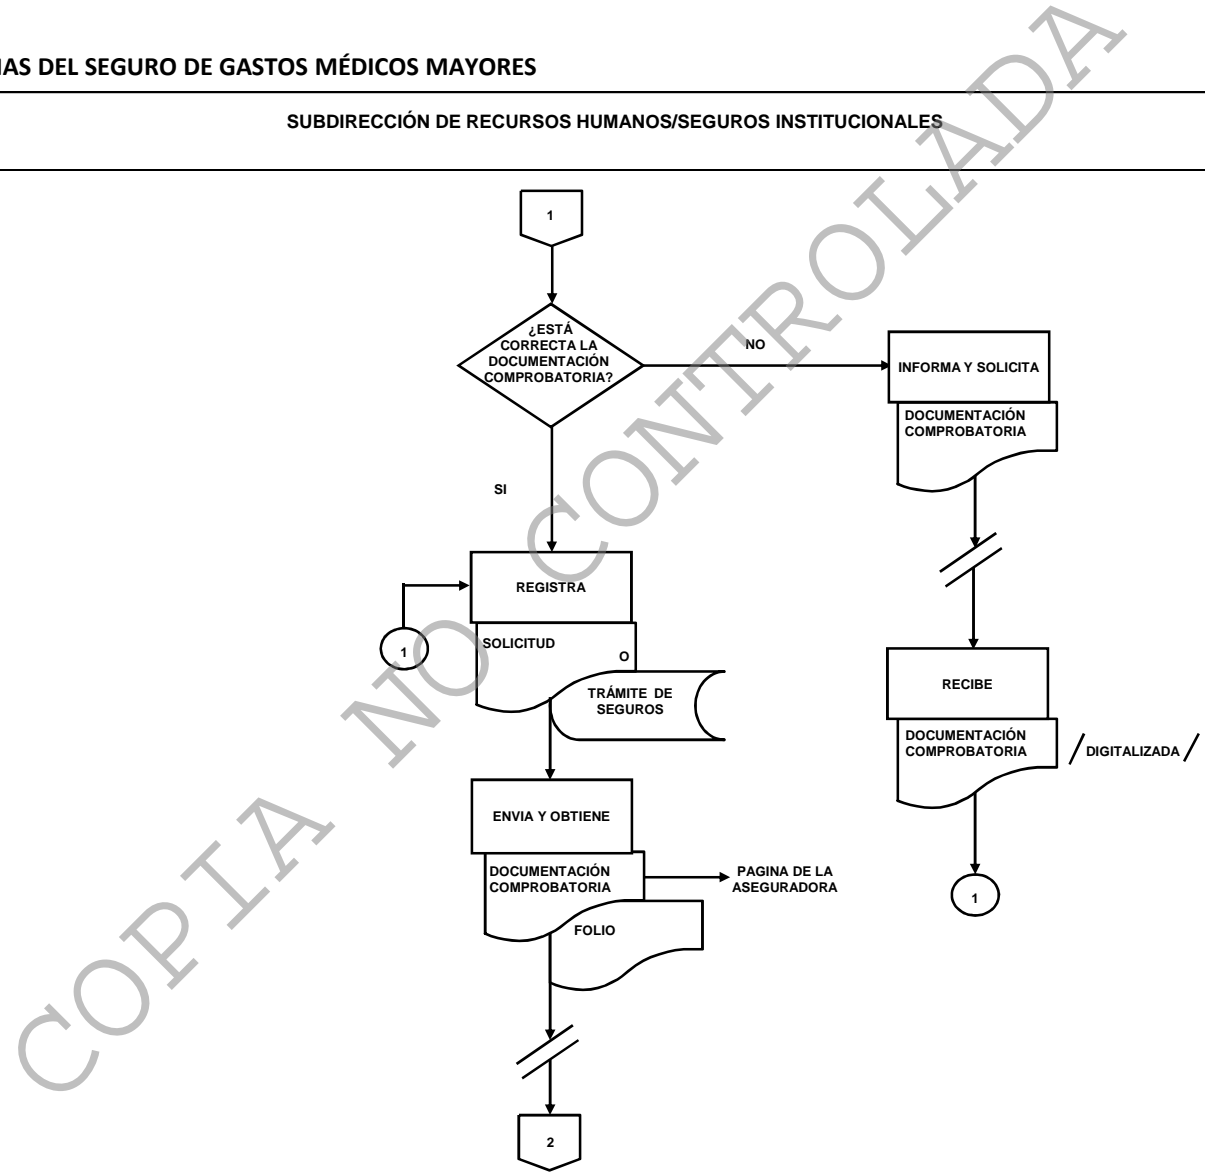 MAS DEL SEGURO DE GASTOS MÉDICOS MAYORES
SUBDIRECCIÓN DE RECURSOS HUMANOS/SEGUROS INSTITUCIONALES
1
¿ESTÁ
CORRECTA LA
DOCUMENTACIÓN
COMPROBATORIA?
NO
INFORMA Y SOLICITA
DOCUMENTACIÓN
COMPROBATORIA
SI
REGISTRA
1
SOLICITUD
O
TRÁMITE DE
SEGUROS
RECIBE
DOCUMENTACIÓN
COMPROBATORIA
/ DIGITALIZADA /
ENVIA Y OBTIENE
DOCUMENTACIÓN
COMPROBATORIA
PAGINA DE LA
ASEGURADORA
FOLIO
1
2
COPIA NO CONTROLADA